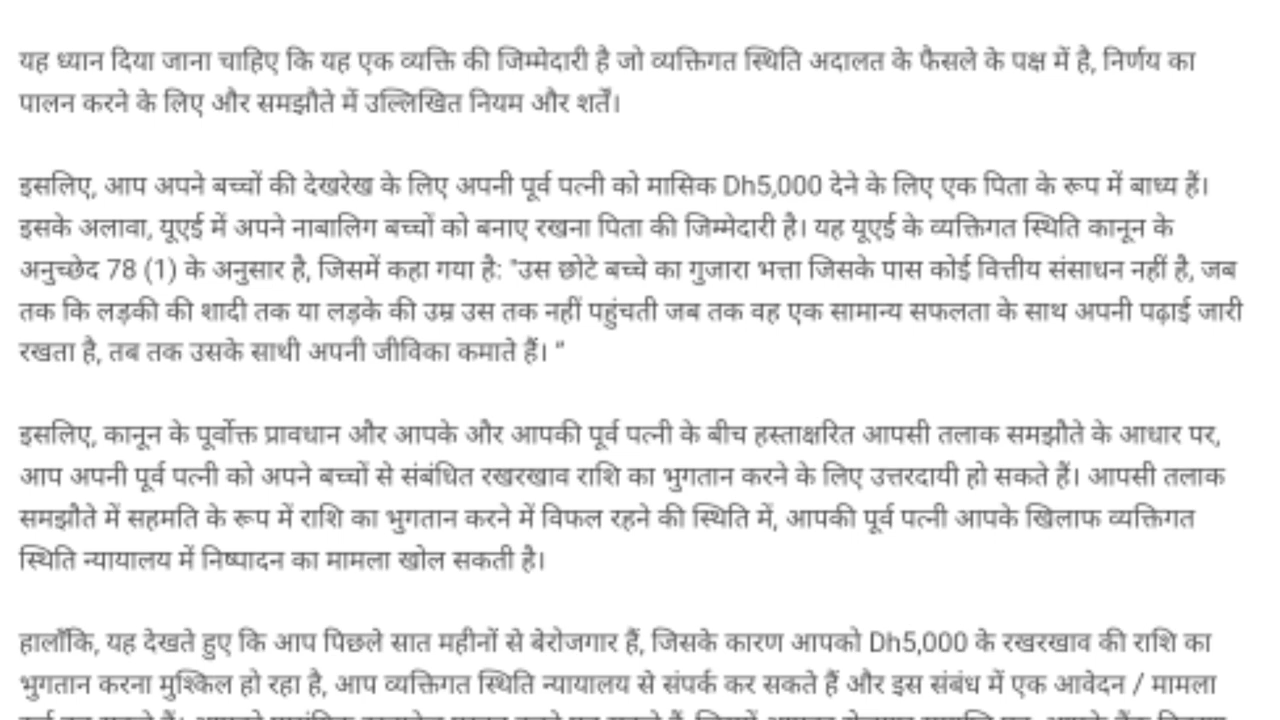 यह ध्यान दिया जाना चाहिए कि यह एक व्यक्ति की जिम्मेदारी है जो व्यक्तिगत स्थिति अदालत के फैसले के पक्ष में है, निर्णय का
पालन करने के लिए और समझौते में उल्लिखित नियम और शर्तें।
इसलिए, आप अपने बच्चों की देखरेख के लिए अपनी पूर्व पत्नी को मासिक Dh5,000 देने के लिए एक पिता के रूप में बाध्य हैं।
इसके अलावा, यूएई में अपने नाबालिग बच्चों को बनाए रखना पिता की जिम्मेदारी है। यह यूएई के व्यक्तिगत स्थिति कानून के
अनुच्छेद 78 (1) के अनुसार है, जिसमें कहा गया है: "उस छोटे बच्चे का गुजारा भत्ता जिसके पास कोई वित्तीय संसाधन नहीं है, जब
तक कि लड़की की शादी तक या लड़के की उम्र उस तक नहीं पहुंचती जब तक वह एक सामान्य सफलता के साथ अपनी पढ़ाई जारी
रखता है, तब तक उसके साथी अपनी जीविका कमाते हैं। "
इसलिए, कानून के पूर्वोक्त प्रावधान और आपके और आपकी पूर्व पत्नी के बीच हस्ताक्षरित आपसी तलाक समझौते के आधार पर,
आप अपनी पूर्व पत्नी को अपने बच्चों से संबंधित रखरखाव राशि का भुगतान करने के लिए उत्तरदायी हो सकते हैं। आपसी तलाक
समझौते में सहमति के रूप में राशि का भुगतान करने में विफल रहने की स्थिति में, आपकी पूर्व पत्नी आपके खिलाफ व्यक्तिगत
स्थिति न्यायालय में निष्पादन का मामला खोल सकती है।
हालाँकि, यह देखते हुए कि आप पिछले सात महीनों से बेरोजगार हैं, जिसके कारण आपको Dh5,000 के रखरखाव की राशि का
भुगतान करना मुश्किल हो रहा है, आप व्यक्तिगत स्थिति न्यायालय से संपर्क कर सकते हैं और इस संबंध में एक आवेदन / मामला